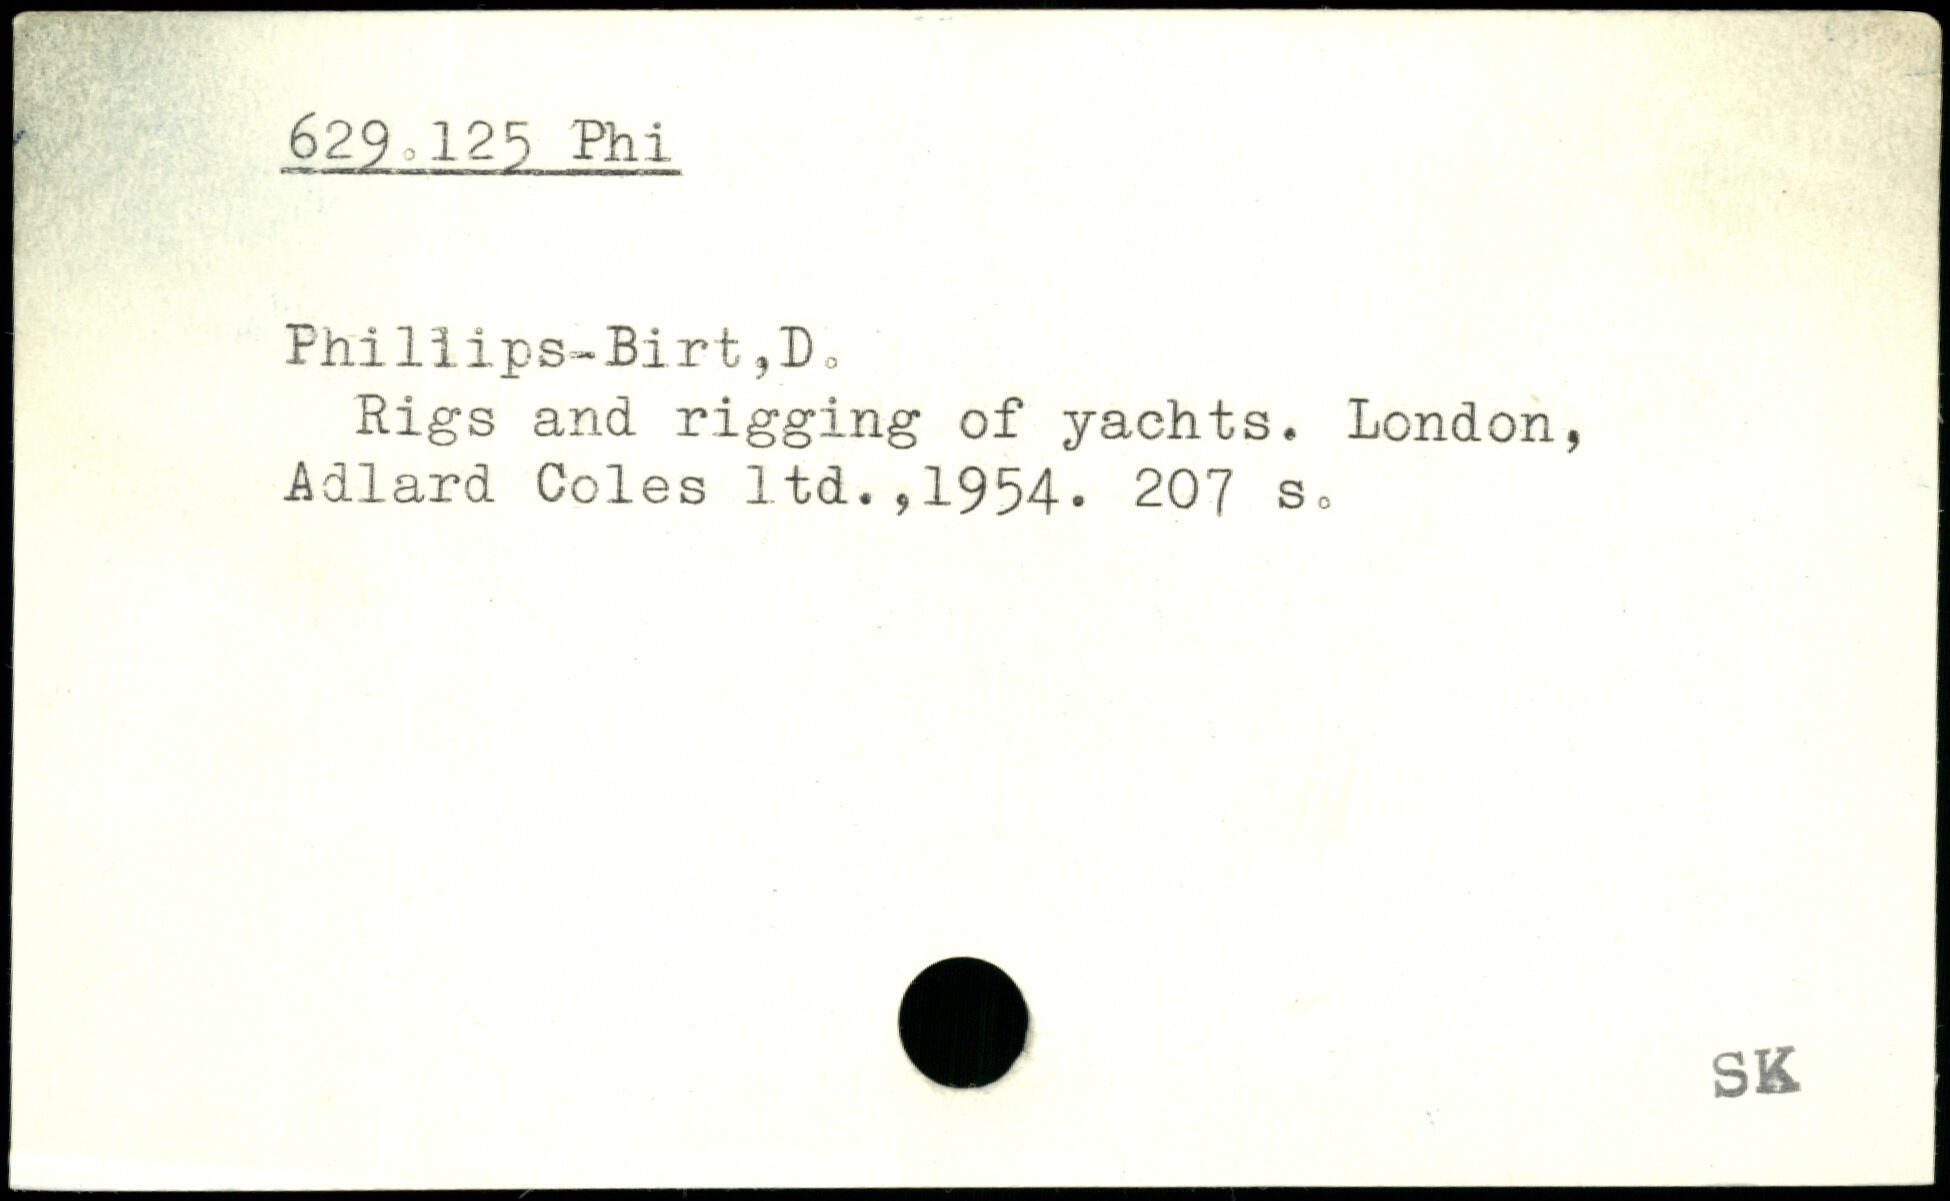 629.125 Phi
Phillips-Birt,D.
Rigs and rigging of yachts. London,
Adlard Coles ltd.,1954. 207 s.
SK